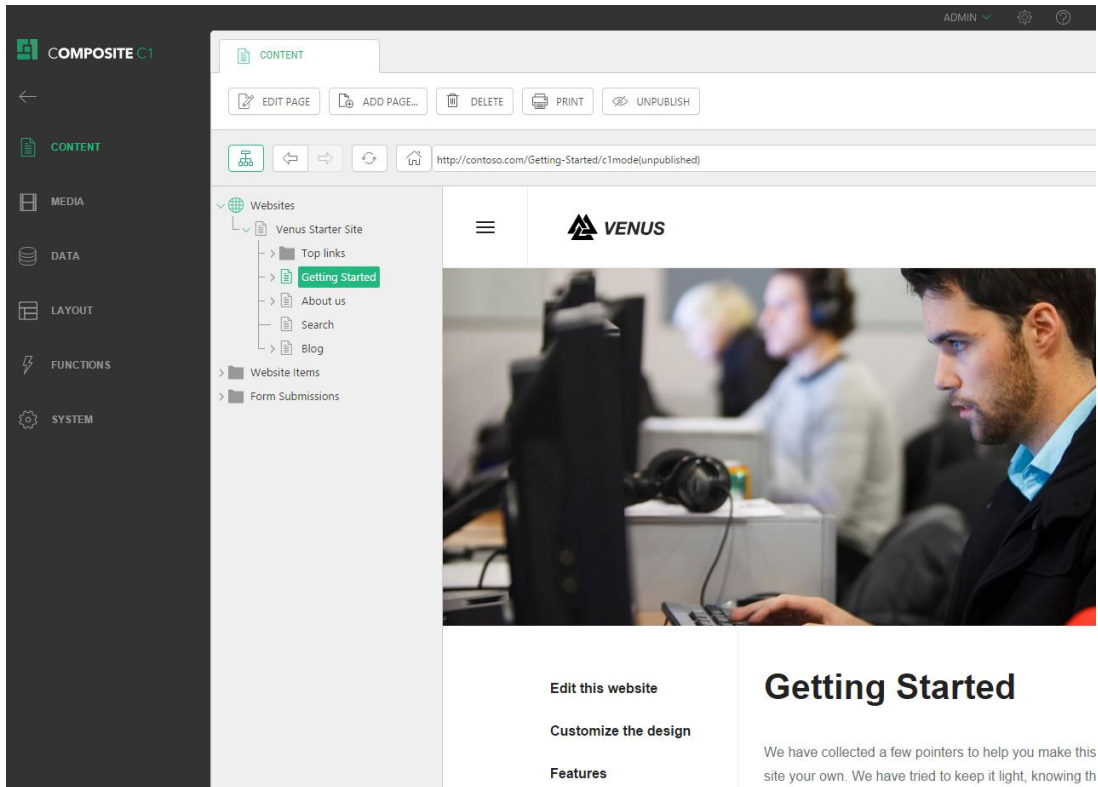 ADMIN
COMPOSITE C1
CONTENT
EDIT PAGE
ADD PAGE...
DELETE
PRINT
UNPUBLISH
http://contoso.com/Getting-Started/c1mode(unpublished)
CONTENT
MEDIA
DATA
LAYOUT
FUNCTIONS
SYSTEM
Websites
Venus Starter Site
Top links
Getting Started
About us
Search
Blog
Website Items
Form Submissions
VENUS
Edit this website
Customize the design
Features
Getting Started
We have collected a few pointers to help you make this
site your own. We have tried to keep it light, knowing th